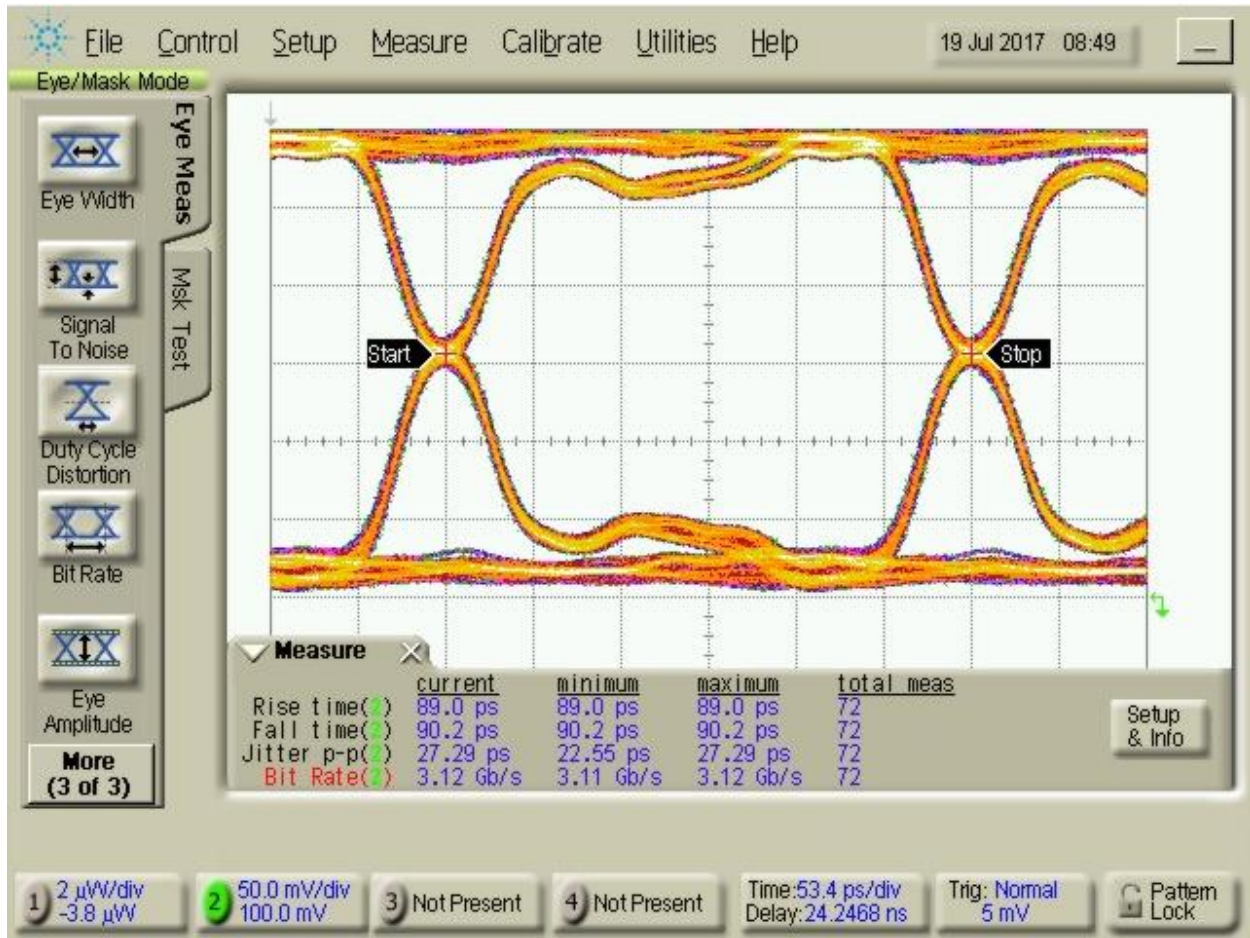 File Control Setup Measure Calibrate Utilities Help 19 Jul 2017 08:49
Eye/Mask Mode
Eye Meas
Msk Test
Eye Width
Signal
To Noise
Duty Cycle
Distortion
Bit Rate
Eye
Amplitude
More
(3 of 3)
Start
Stop
Measure
current minimum maximum total meas
Rise time(2) 89.0 ps 89.0 ps 89.0 ps 72
Fall time(2) 90.2 ps 90.2 ps 90.2 ps 72
Jitter p-p(2) 27.29 ps 22.55 ps 27.29 ps 72
Bit Rate(2) 3.12 Gb/s 3.11 Gb/s 3.12 Gb/s 72
Setup
& Info
1 2 µW/div
-3.8 µW
2 50.0 mV/div
100.0 mV
3 Not Present
4 Not Present
Time:53.4 ps/div
Delay:24.2468 ns
Trig: Normal
5 mV
Pattern
Lock